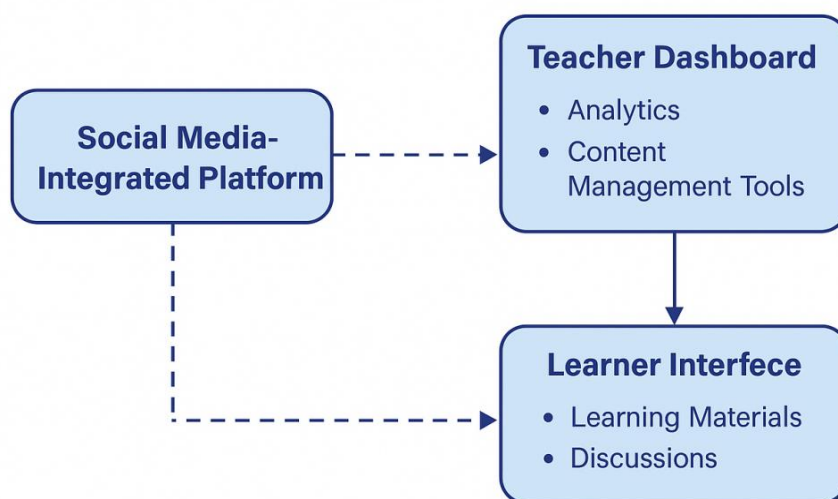 Social Media-
Integrated Platform
Teacher Dashboard
• Analytics
• Content
Management Tools
Learner Interfece
• Learning Materials
• Discussions